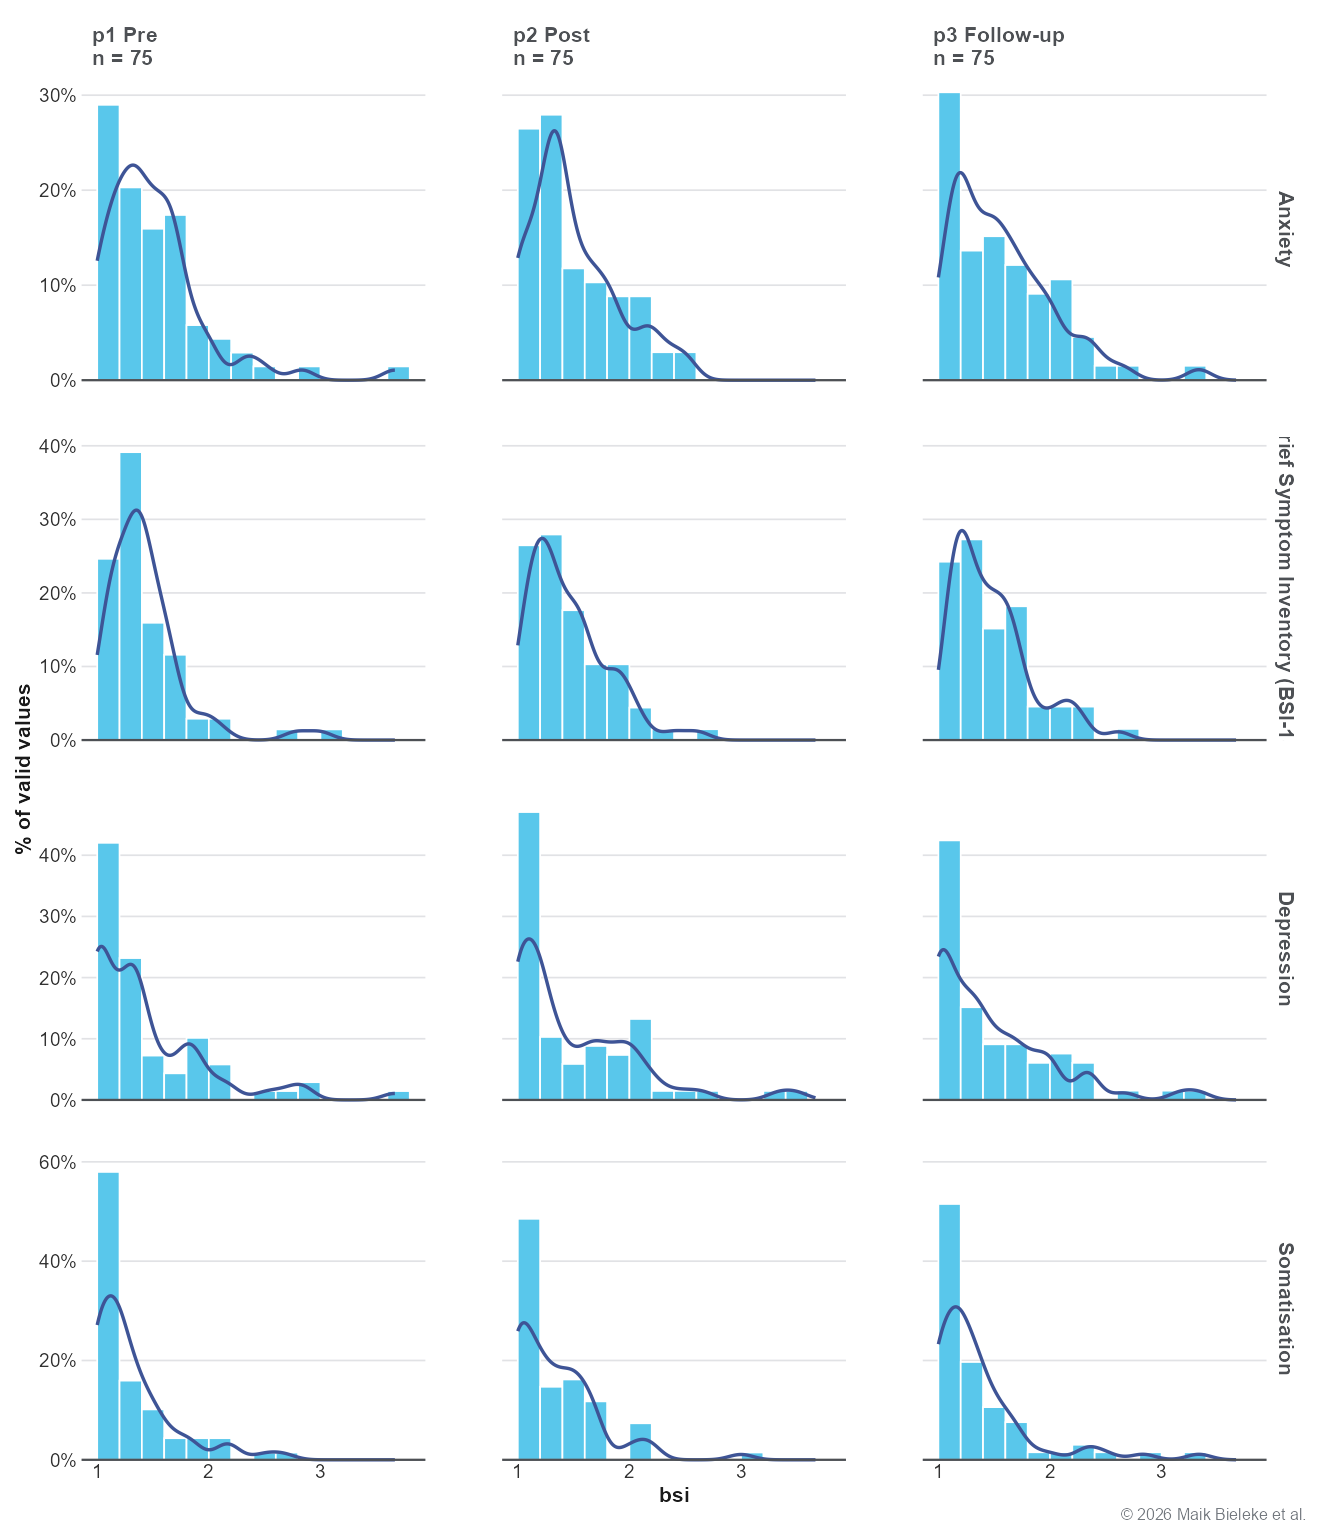 p1 Pre
n = 75
p2 Post
n = 75
p3 Follow-up
n = 75
30%
20%
10%
0%
Anxiety
40%
30%
20%
10%
0%
rief Symptom Inventory (BSI-1
% of valid values
40%
30%
20%
10%
0%
Depression
60%
40%
20%
0%
Somatisation
1 2 3
1 2 3
1 2 3
bsi
© 2026 Maik Bieleke et al.